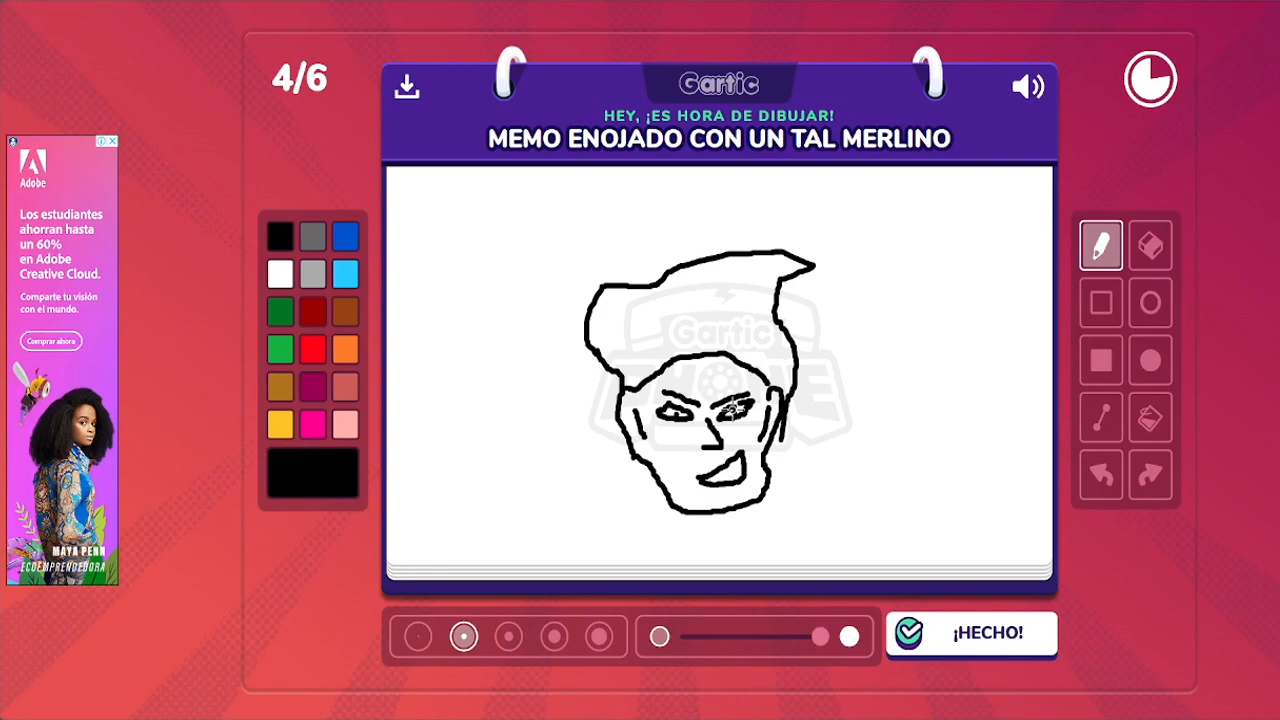 4/6
Gartic
HEY, ¡ES HORA DE DIBUJAR!
MEMO ENOJADO CON UN TAL MERLINO
Adobe
Los estudiantes
ahorran hasta
un 60%
en Adobe
Creative Cloud.
Comparte tu visión
con el mundo.
Comprar ahora
MAYA PENN
ECOEMPRENDEDORA
Gartic
PHONE
¡HECHO!